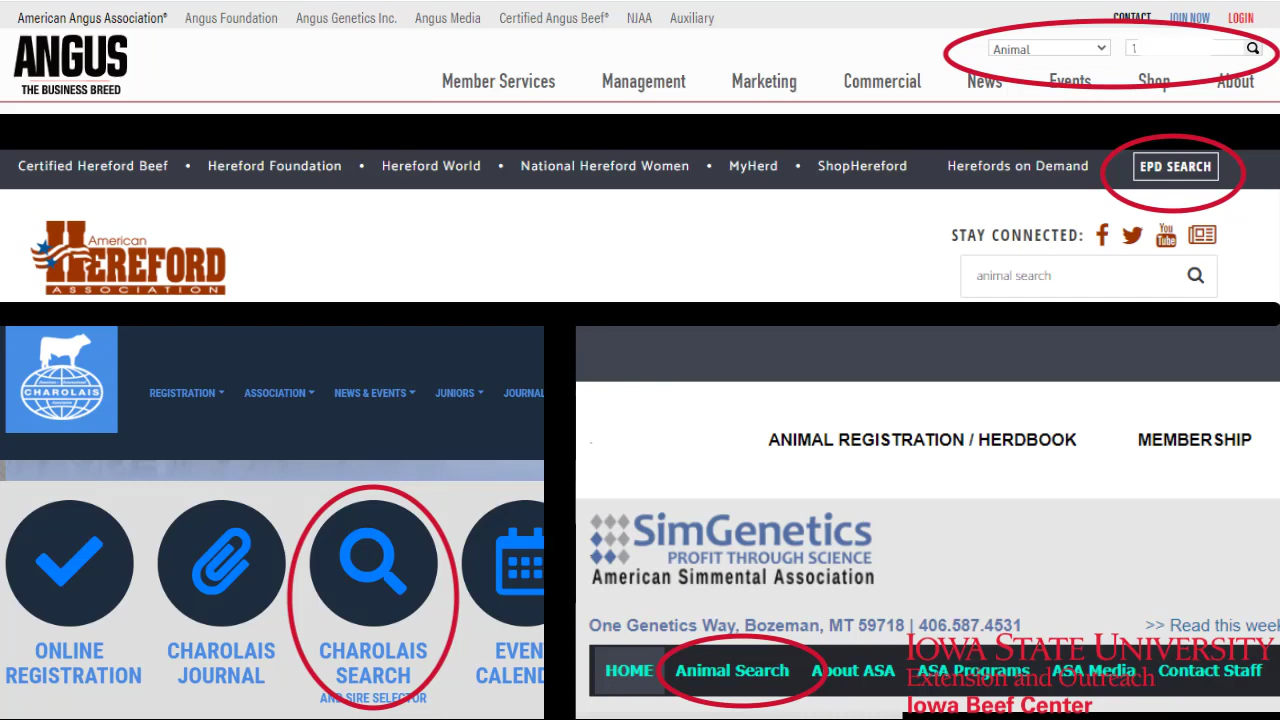 American Angus Association® Angus Foundation Angus Genetics Inc. Angus Media Certified Angus Beef® NJAA Auxiliary CONTACT JOIN NOW LOGIN
ANGUS
THE BUSINESS BREED
Animal 1
Member Services Management Marketing Commercial News Events Shop About
Certified Hereford Beef • Hereford Foundation • Hereford World • National Hereford Women • MyHerd • ShopHereford Herefords on Demand EPD SEARCH
American
HEREFORD
ASSOCIATION
STAY CONNECTED: You Tube
animal search
CHAROLAIS
REGISTRATION ASSOCIATION NEWS & EVENTS JUNIORS JOURNAL
ONLINE
REGISTRATION
CHAROLAIS
JOURNAL
CHAROLAIS
SEARCH
AND SIRE SELECTOR
EVEN
CALEND
ANIMAL REGISTRATION / HERDBOOK MEMBERSHIP
SimGenetics
PROFIT THROUGH SCIENCE
American Simmental Association
One Genetics Way, Bozeman, MT 59718 | 406.587.4531 >> Read this week
HOME Animal Search About ASA ASA Programs ASA Media Contact Staff
IOWA STATE UNIVERSITY
Extension and Outreach
Iowa Beef Center